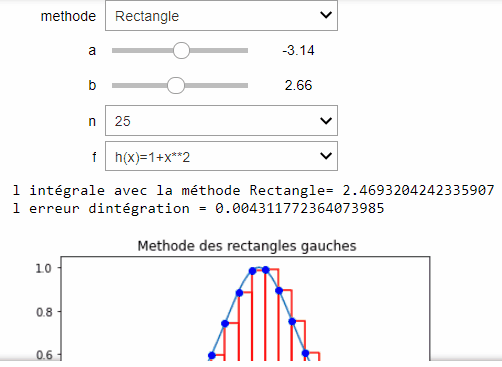 methode Rectangle
a -3.14
b 2.66
n 25
f h(x)=1+x**2
l intégrale avec la méthode Rectangle= 2.4693204242335907
l erreur dintégration = 0.004311772364073985
Methode des rectangles gauches
1.0
0.8
0.6